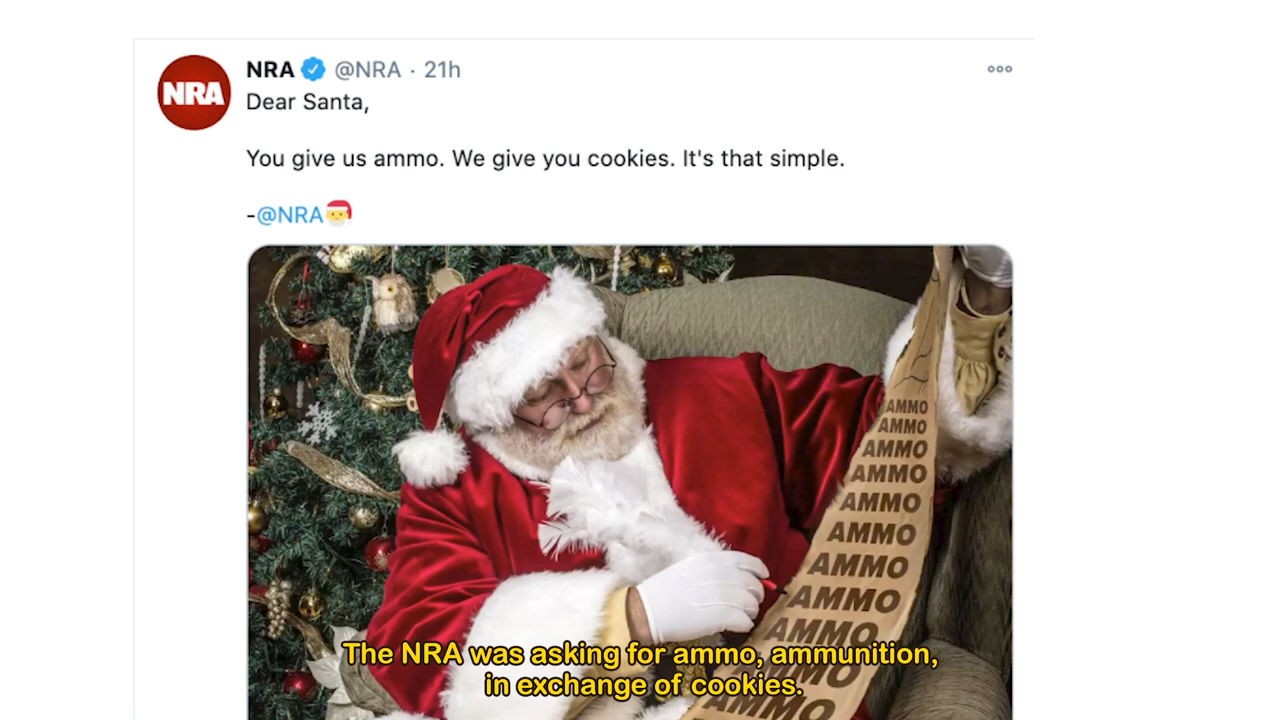 NRA
NRA @NRA · 21h
Dear Santa,
You give us ammo. We give you cookies. It's that simple.
-@NRA
AMMO
AMMO
AMMO
AMMO
AMMO
AMMO
AMMO
AMMO
AMMO
AMMO
AMMO
The NRA was asking for ammo, ammunition,
in exchange of cookies.